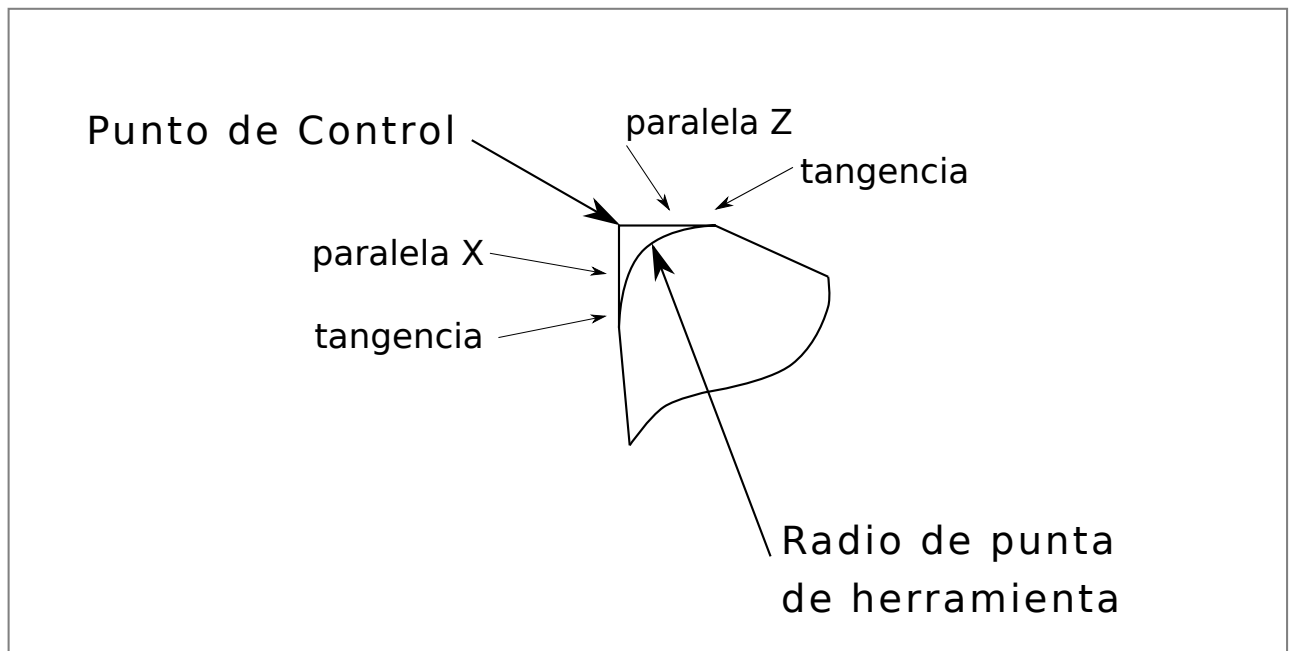 paralela Z
Punto de Control
tangencia
paralela X
tangencia
Radio de punta
de herramienta